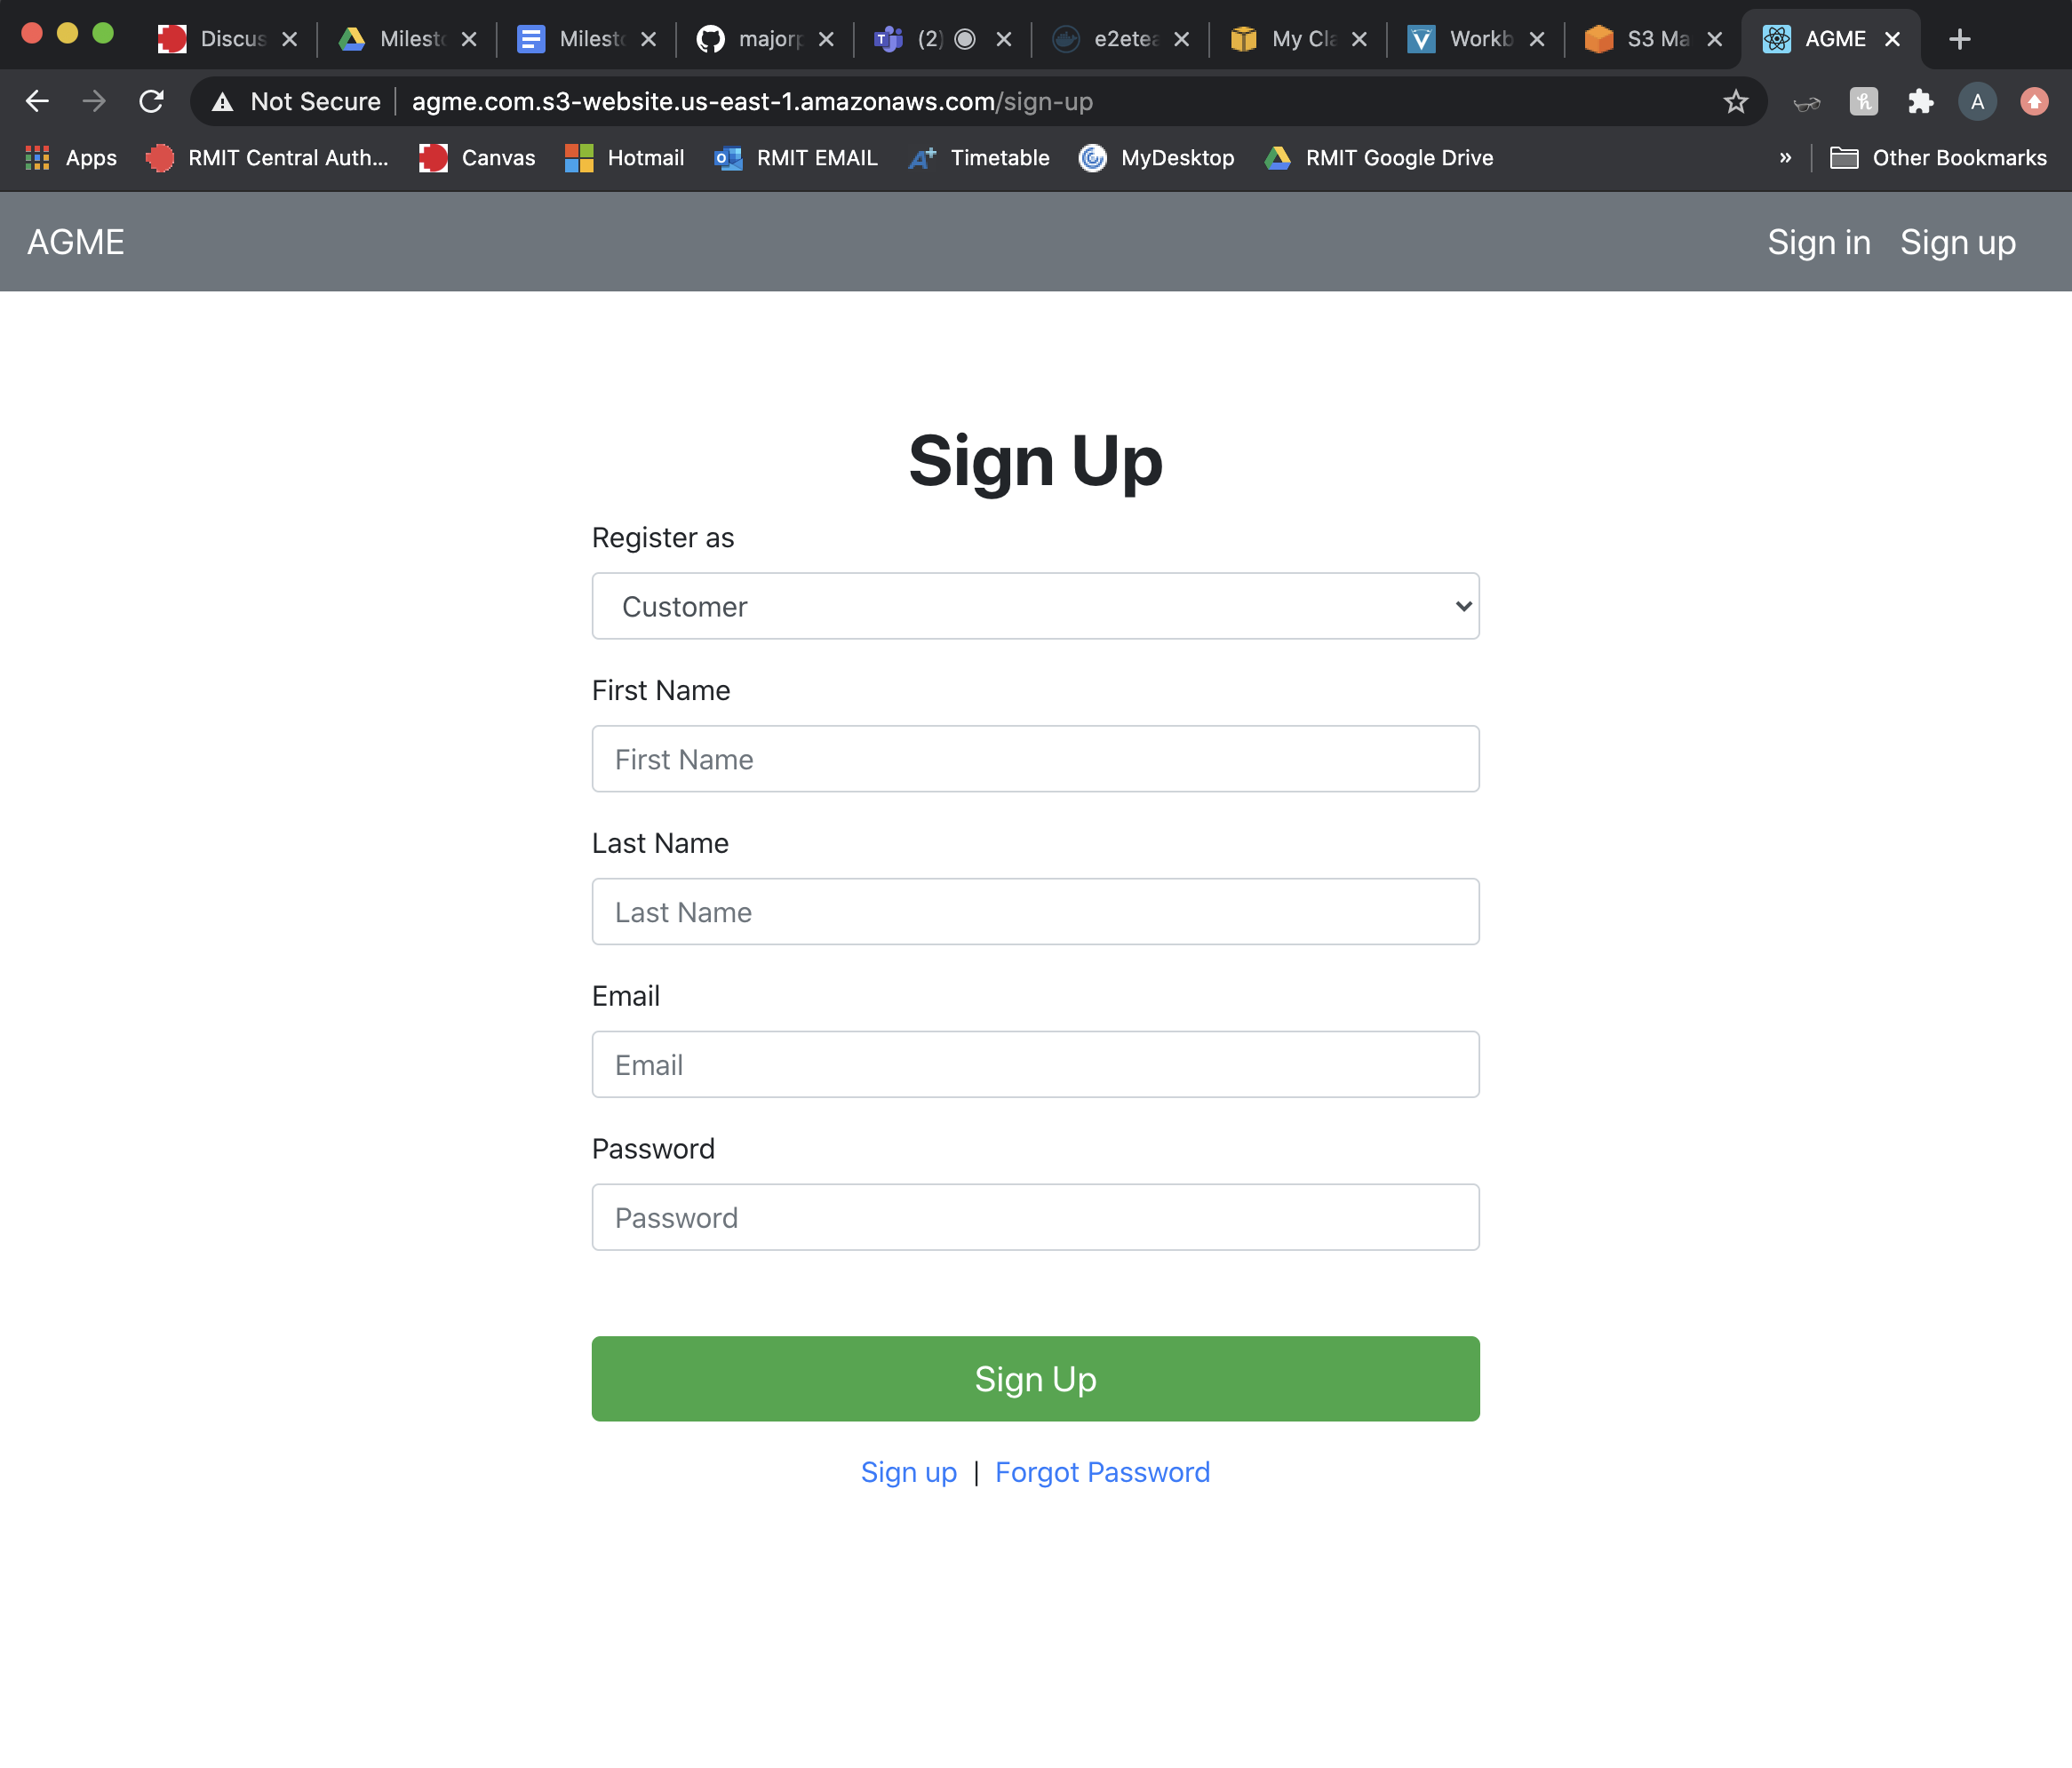 Discus Milesto Milesto majorp (2) e2etea My Cla Workb S3 Ma AGME
Not Secure agme.com.s3-website.us-east-1.amazonaws.com/sign-up A
Apps RMIT Central Auth... Canvas Hotmail RMIT EMAIL Timetable MyDesktop RMIT Google Drive » Other Bookmarks
AGME Sign in Sign up
Sign Up
Register as
Customer
First Name
First Name
Last Name
Last Name
Email
Email
Password
Password
Sign Up
Sign up | Forgot Password